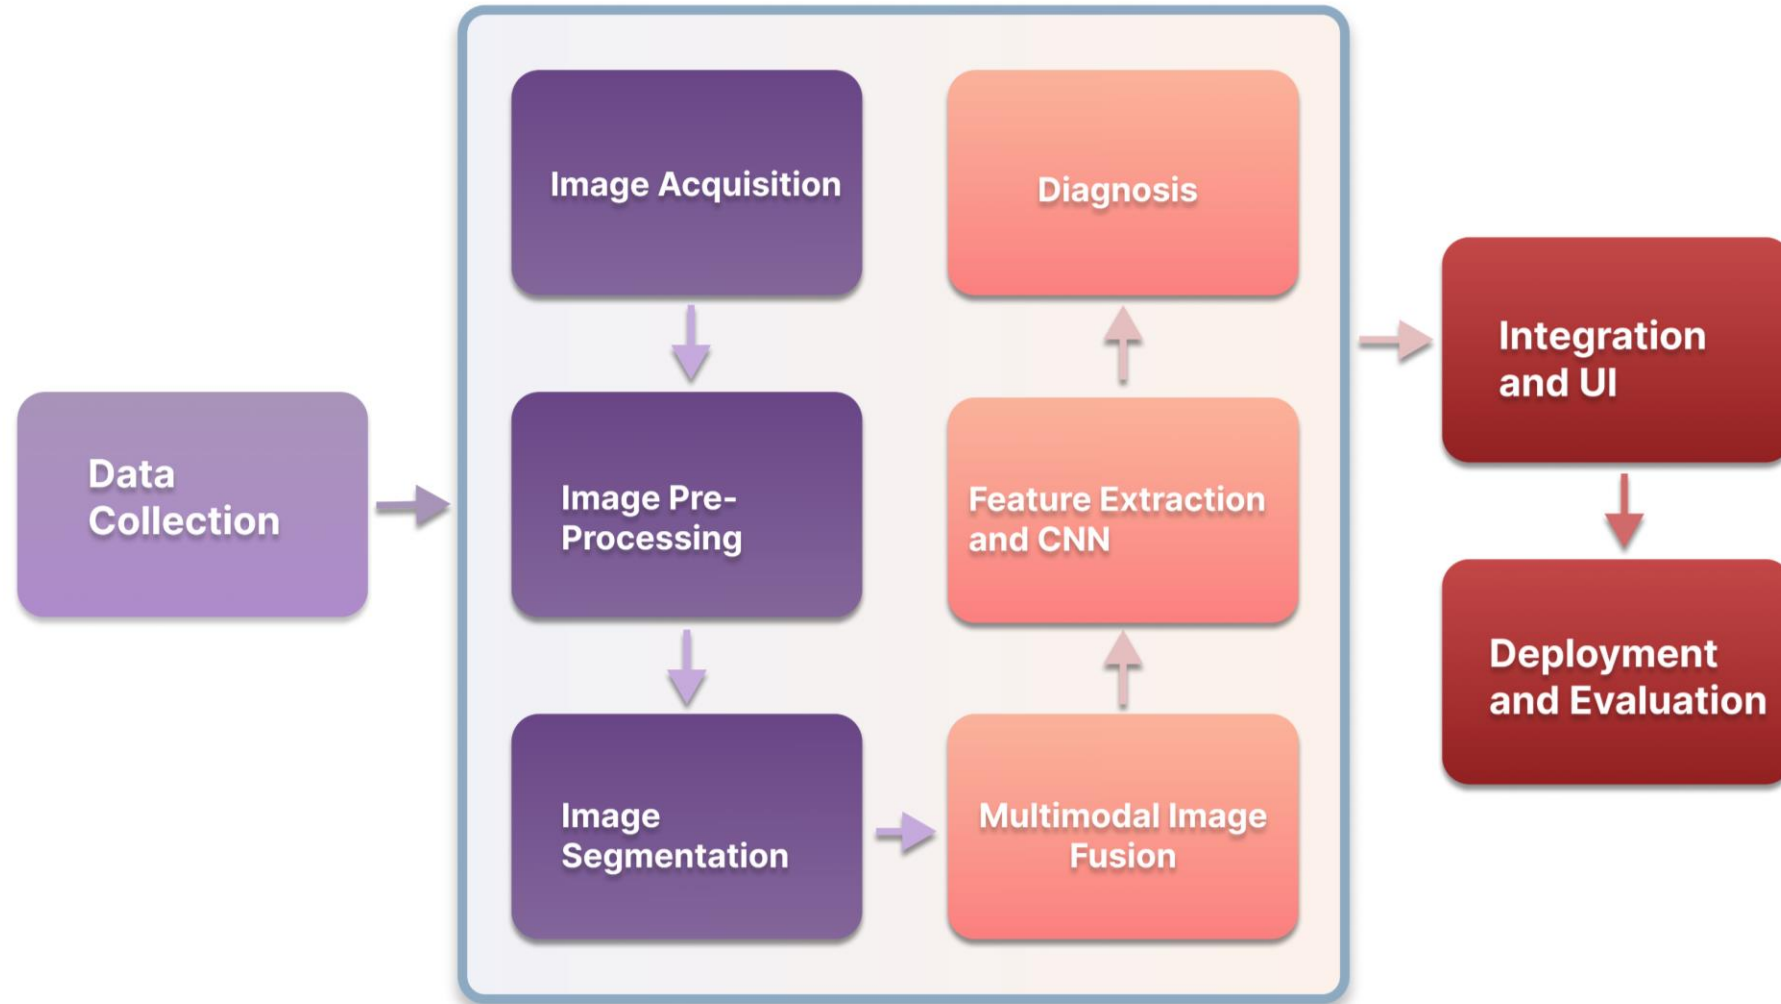 Data
Collection
Image Acquisition
Image Pre-
Processing
Image
Segmentation
Multimodal Image
Fusion
Feature Extraction
and CNN
Diagnosis
Integration
and UI
Deployment
and Evaluation